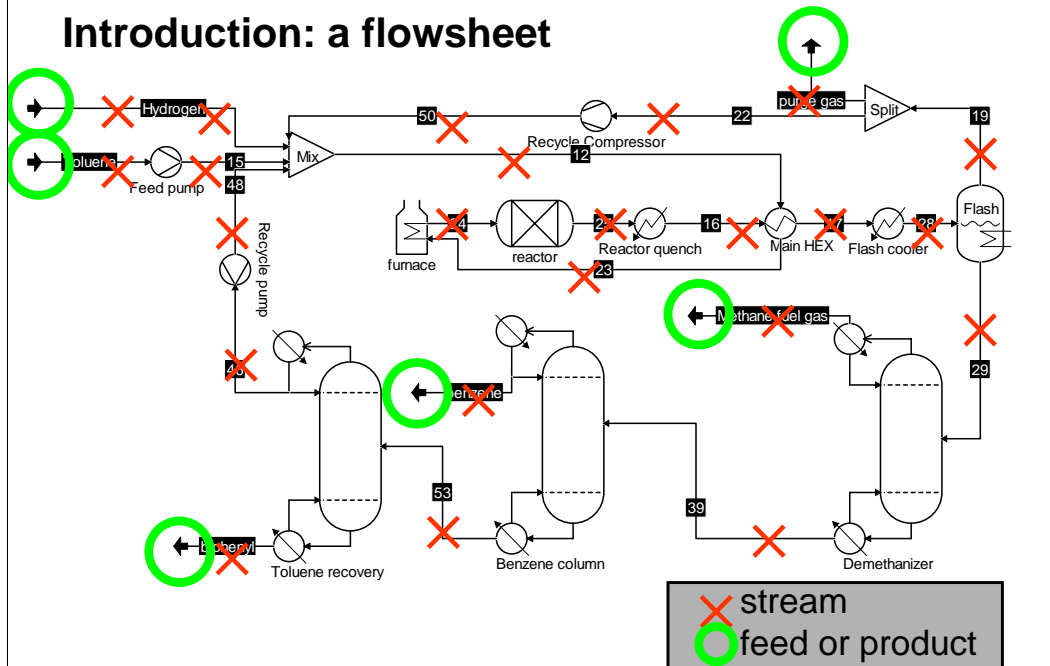 Introduction: a flowsheet
Hydrogen
50
22
purge gas
Split
19
Recycle Compressor
Mix
12
15
Feed pump
48
Flash
16
furnace
reactor
Reactor quench
Main HEX
Flash cooler
23
Recycle pump
Methane fuel gas
29
53
39
Toluene recovery
Benzene column
Demethanizer
stream
feed or product